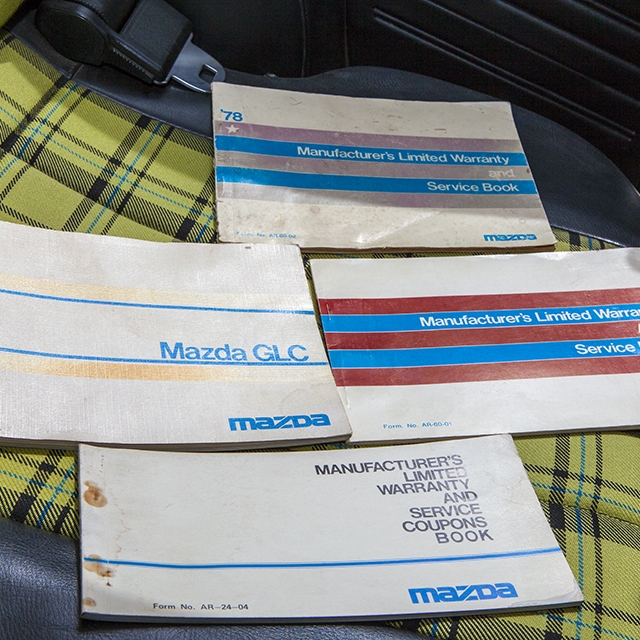 '78
Manufacturer's Limited Warranty
and
Service Book
Form No. AR-60-02
mazda
Mazda GLC
mazda
Manufacturer's Limited
Service
Form. No. AR-60-01
MANUFACTURER'S
LIMITED
WARRANTY
AND
SERVICE
COUPONS
BOOK
Form No. AR-24-04
mazda